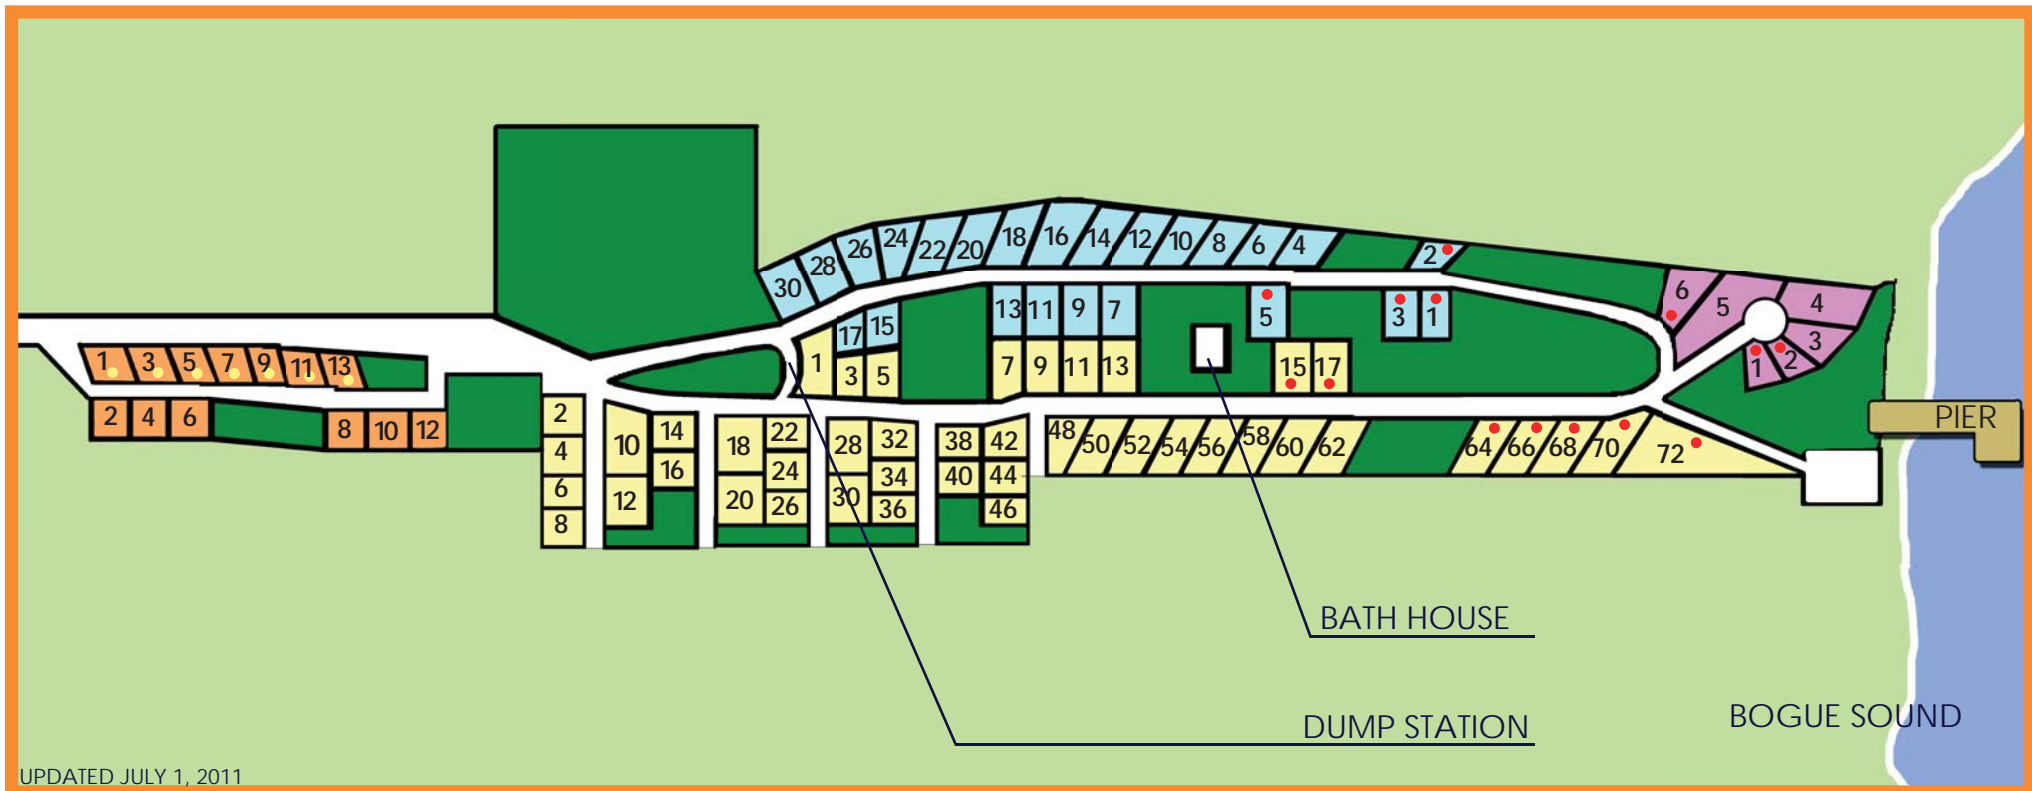 30 28 26 24 22 20 18 16 14 12 10 8 6 4 2
17 15 13 11 9 7 5 3 1
6 5 4 3 2 1
1 3 5 7 9 11 13 15 17
1 3 5 7 9 11 13
2 4 6 8 10 12
2 4 6 8
10 12 14 16
18 20 22 24 26
28 30 32 34 36
38 40 42 44 46
48 50 52 54 56 58 60 62 64 66 68 70 72
PIER
BATH HOUSE
DUMP STATION
BOGUE SOUND
UPDATED JULY 1, 2011